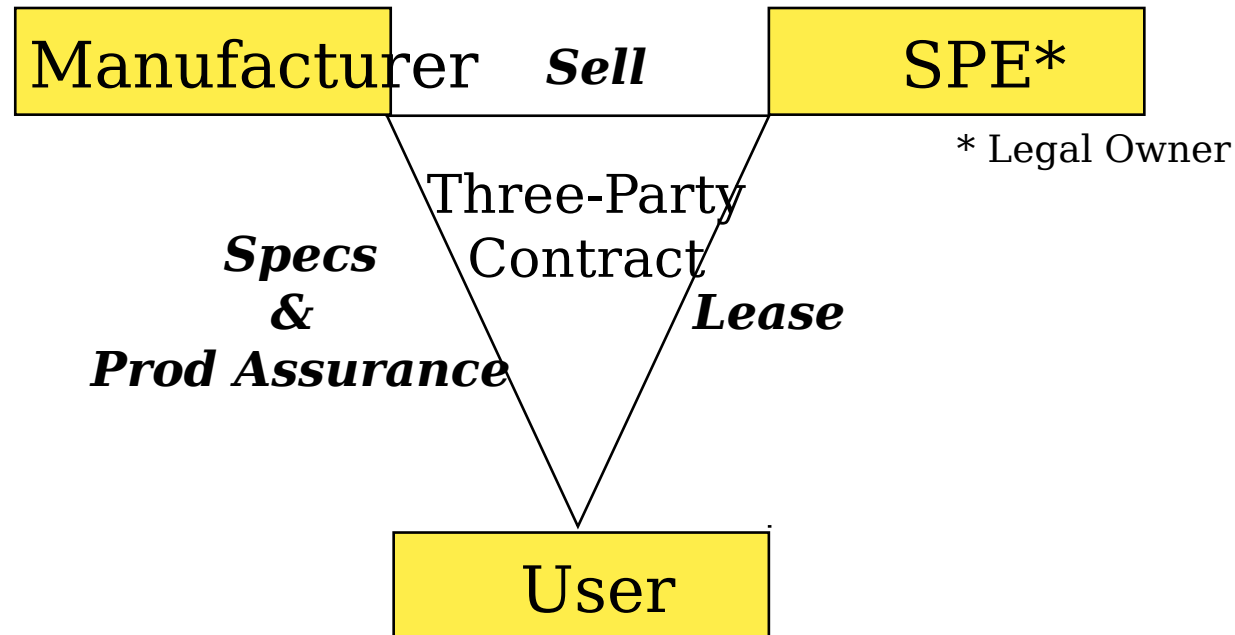 Manufacturer
Sell
SPE*
* Legal Owner
Three-Party
Contract
Specs
&
Prod Assurance
Lease
User